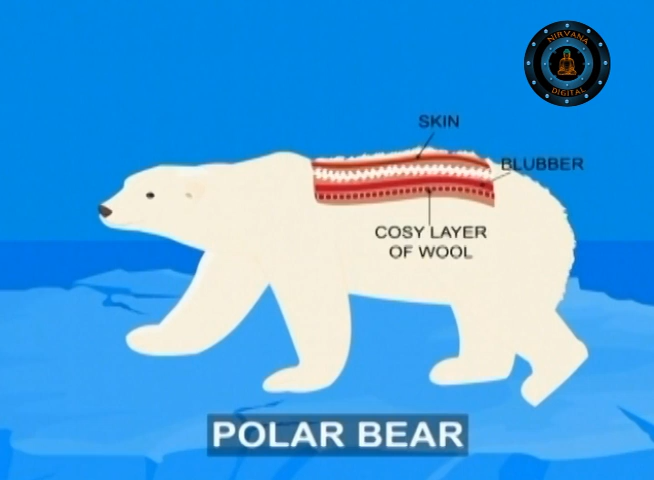 NIRVANA
DIGITAL
SKIN
BLUBBER
COSY LAYER
OF WOOL
POLAR BEAR